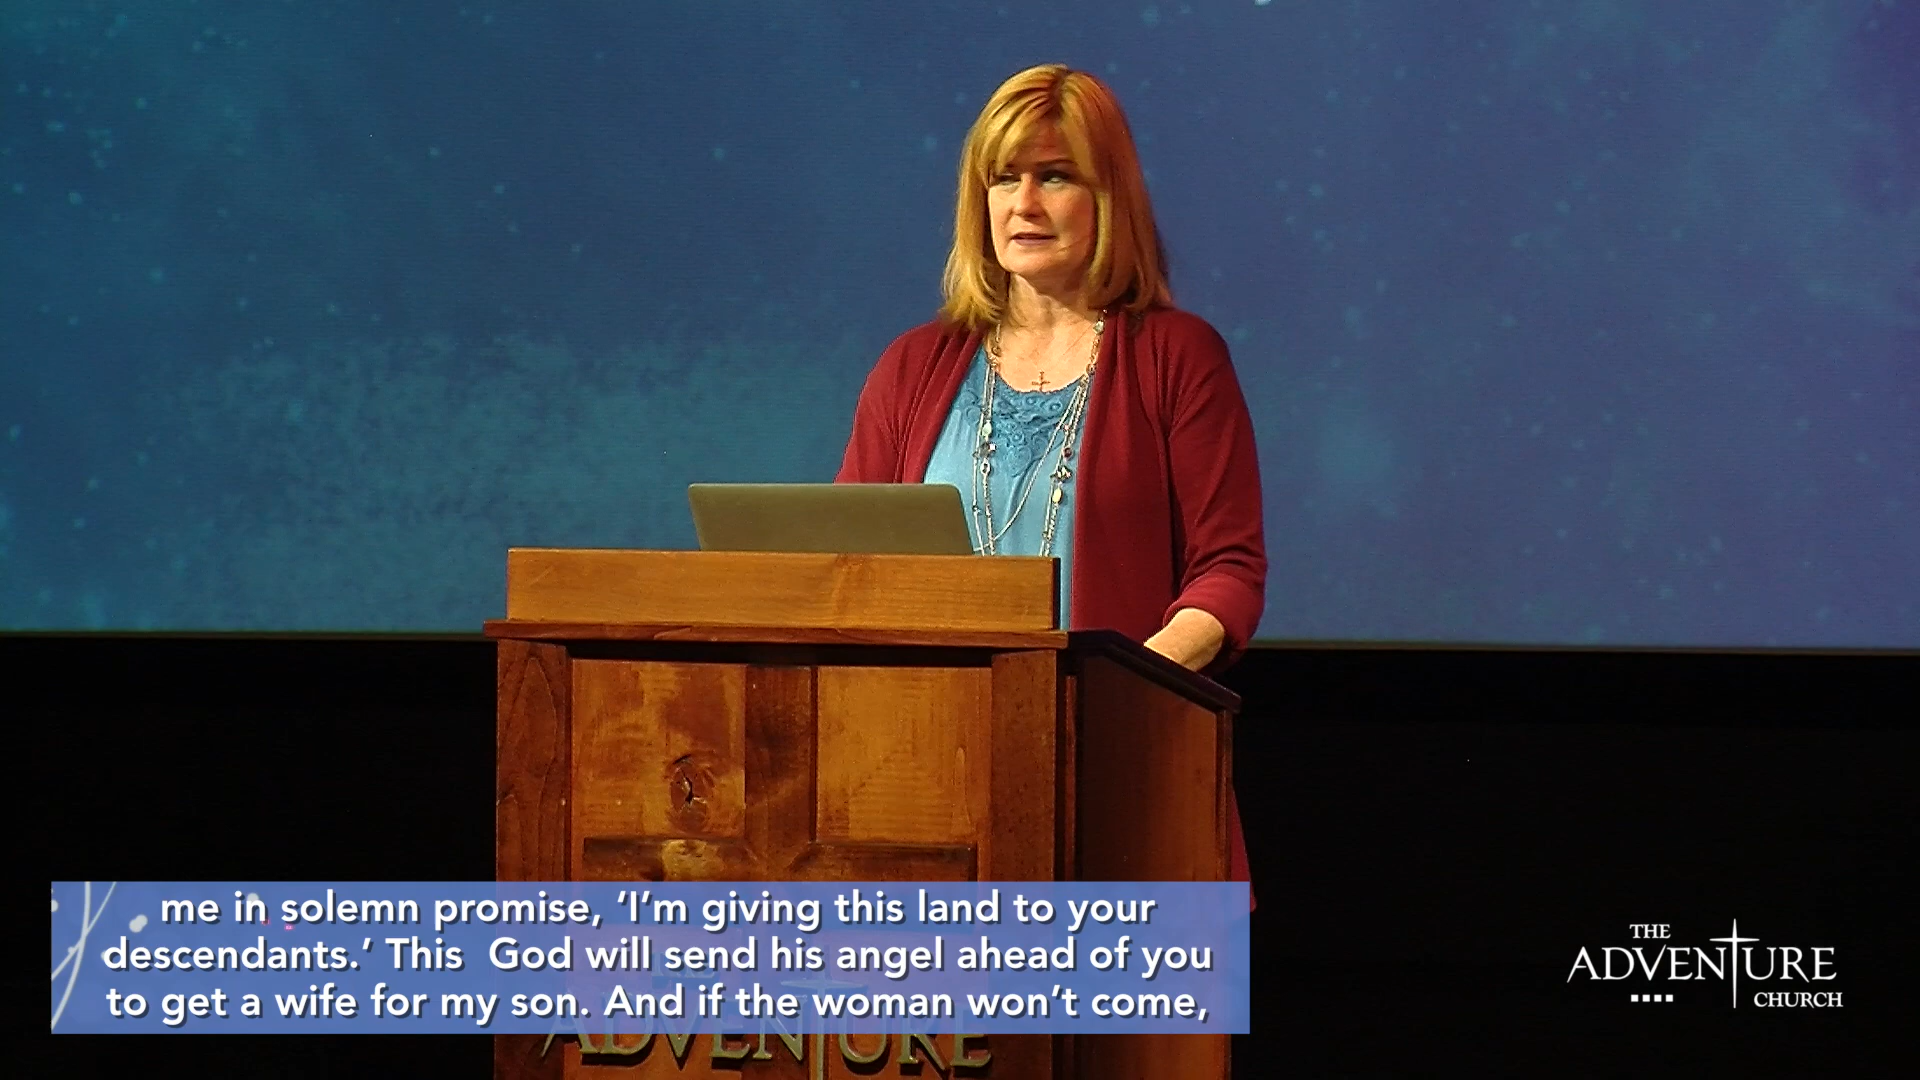 me in solemn promise, ‘I’m giving this land to your
descendants.’ This  God will send his angel ahead of you
to get a wife for my son. And if the woman won’t come,
ADVENTURE
THE
ADVENTURE
CHURCH